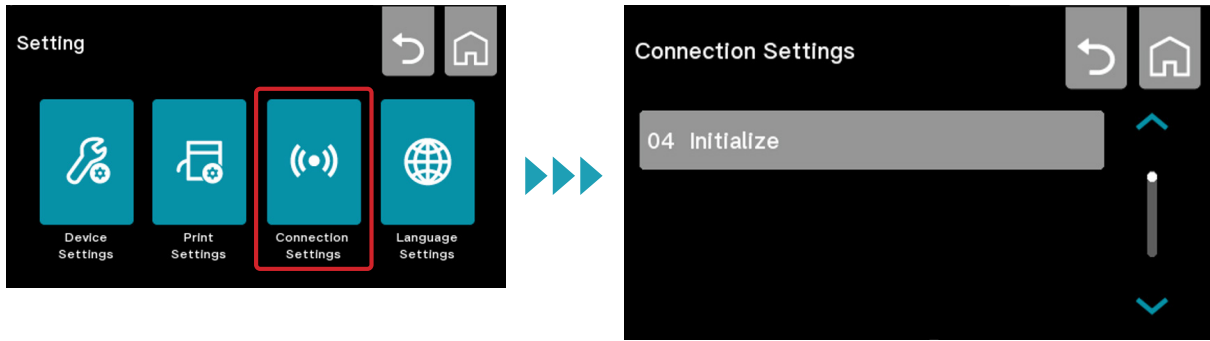 Setting
Device
Settings
Print
Settings
Connection
Settings
Language
Settings
Connection Settings
04 Initialize